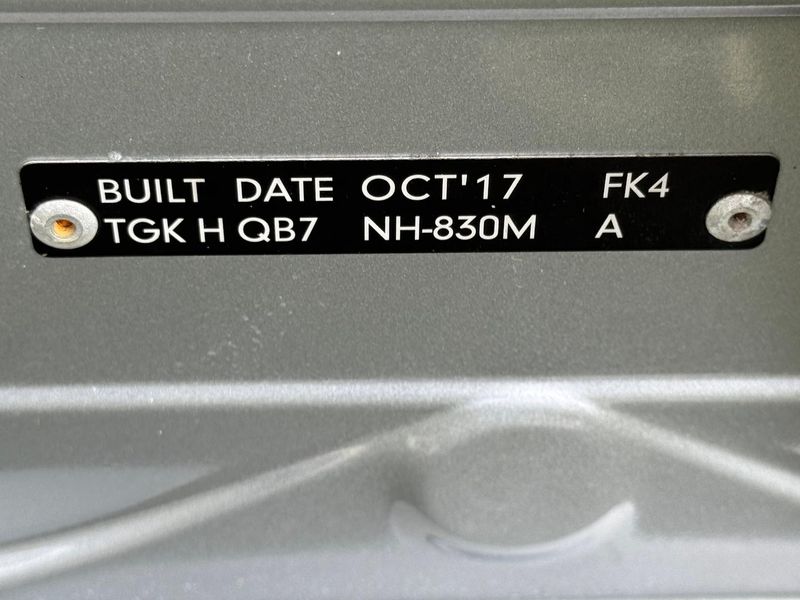 BUILT DATE OCT'17 FK4
TGK H QB7 NH-830M A